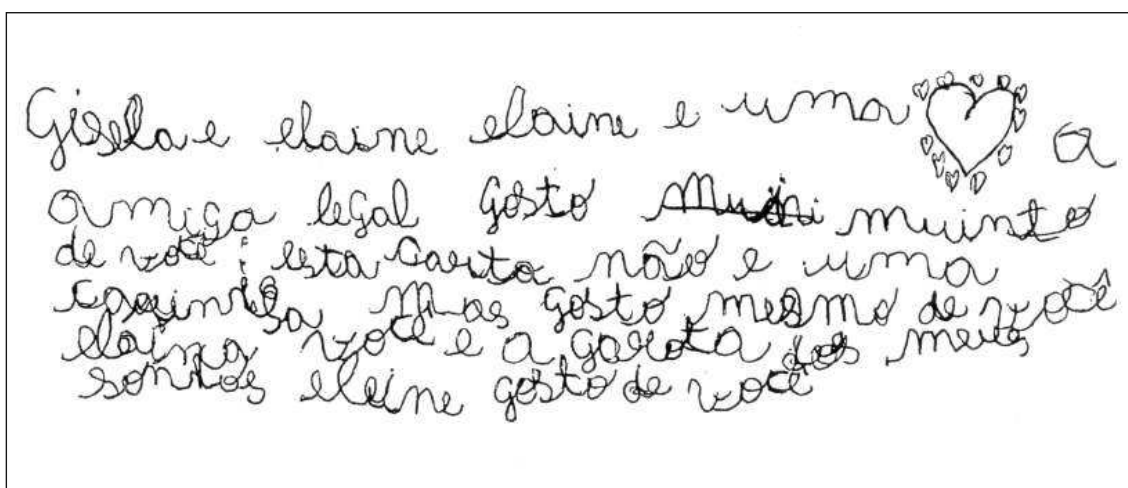 Gisela e elaine elaine e uma a
amiga legal gosto muinto
de você esta carta não e uma
mas gosto mesmo de você
elaine você e a garota dos meus
sontos eleine gosto de você